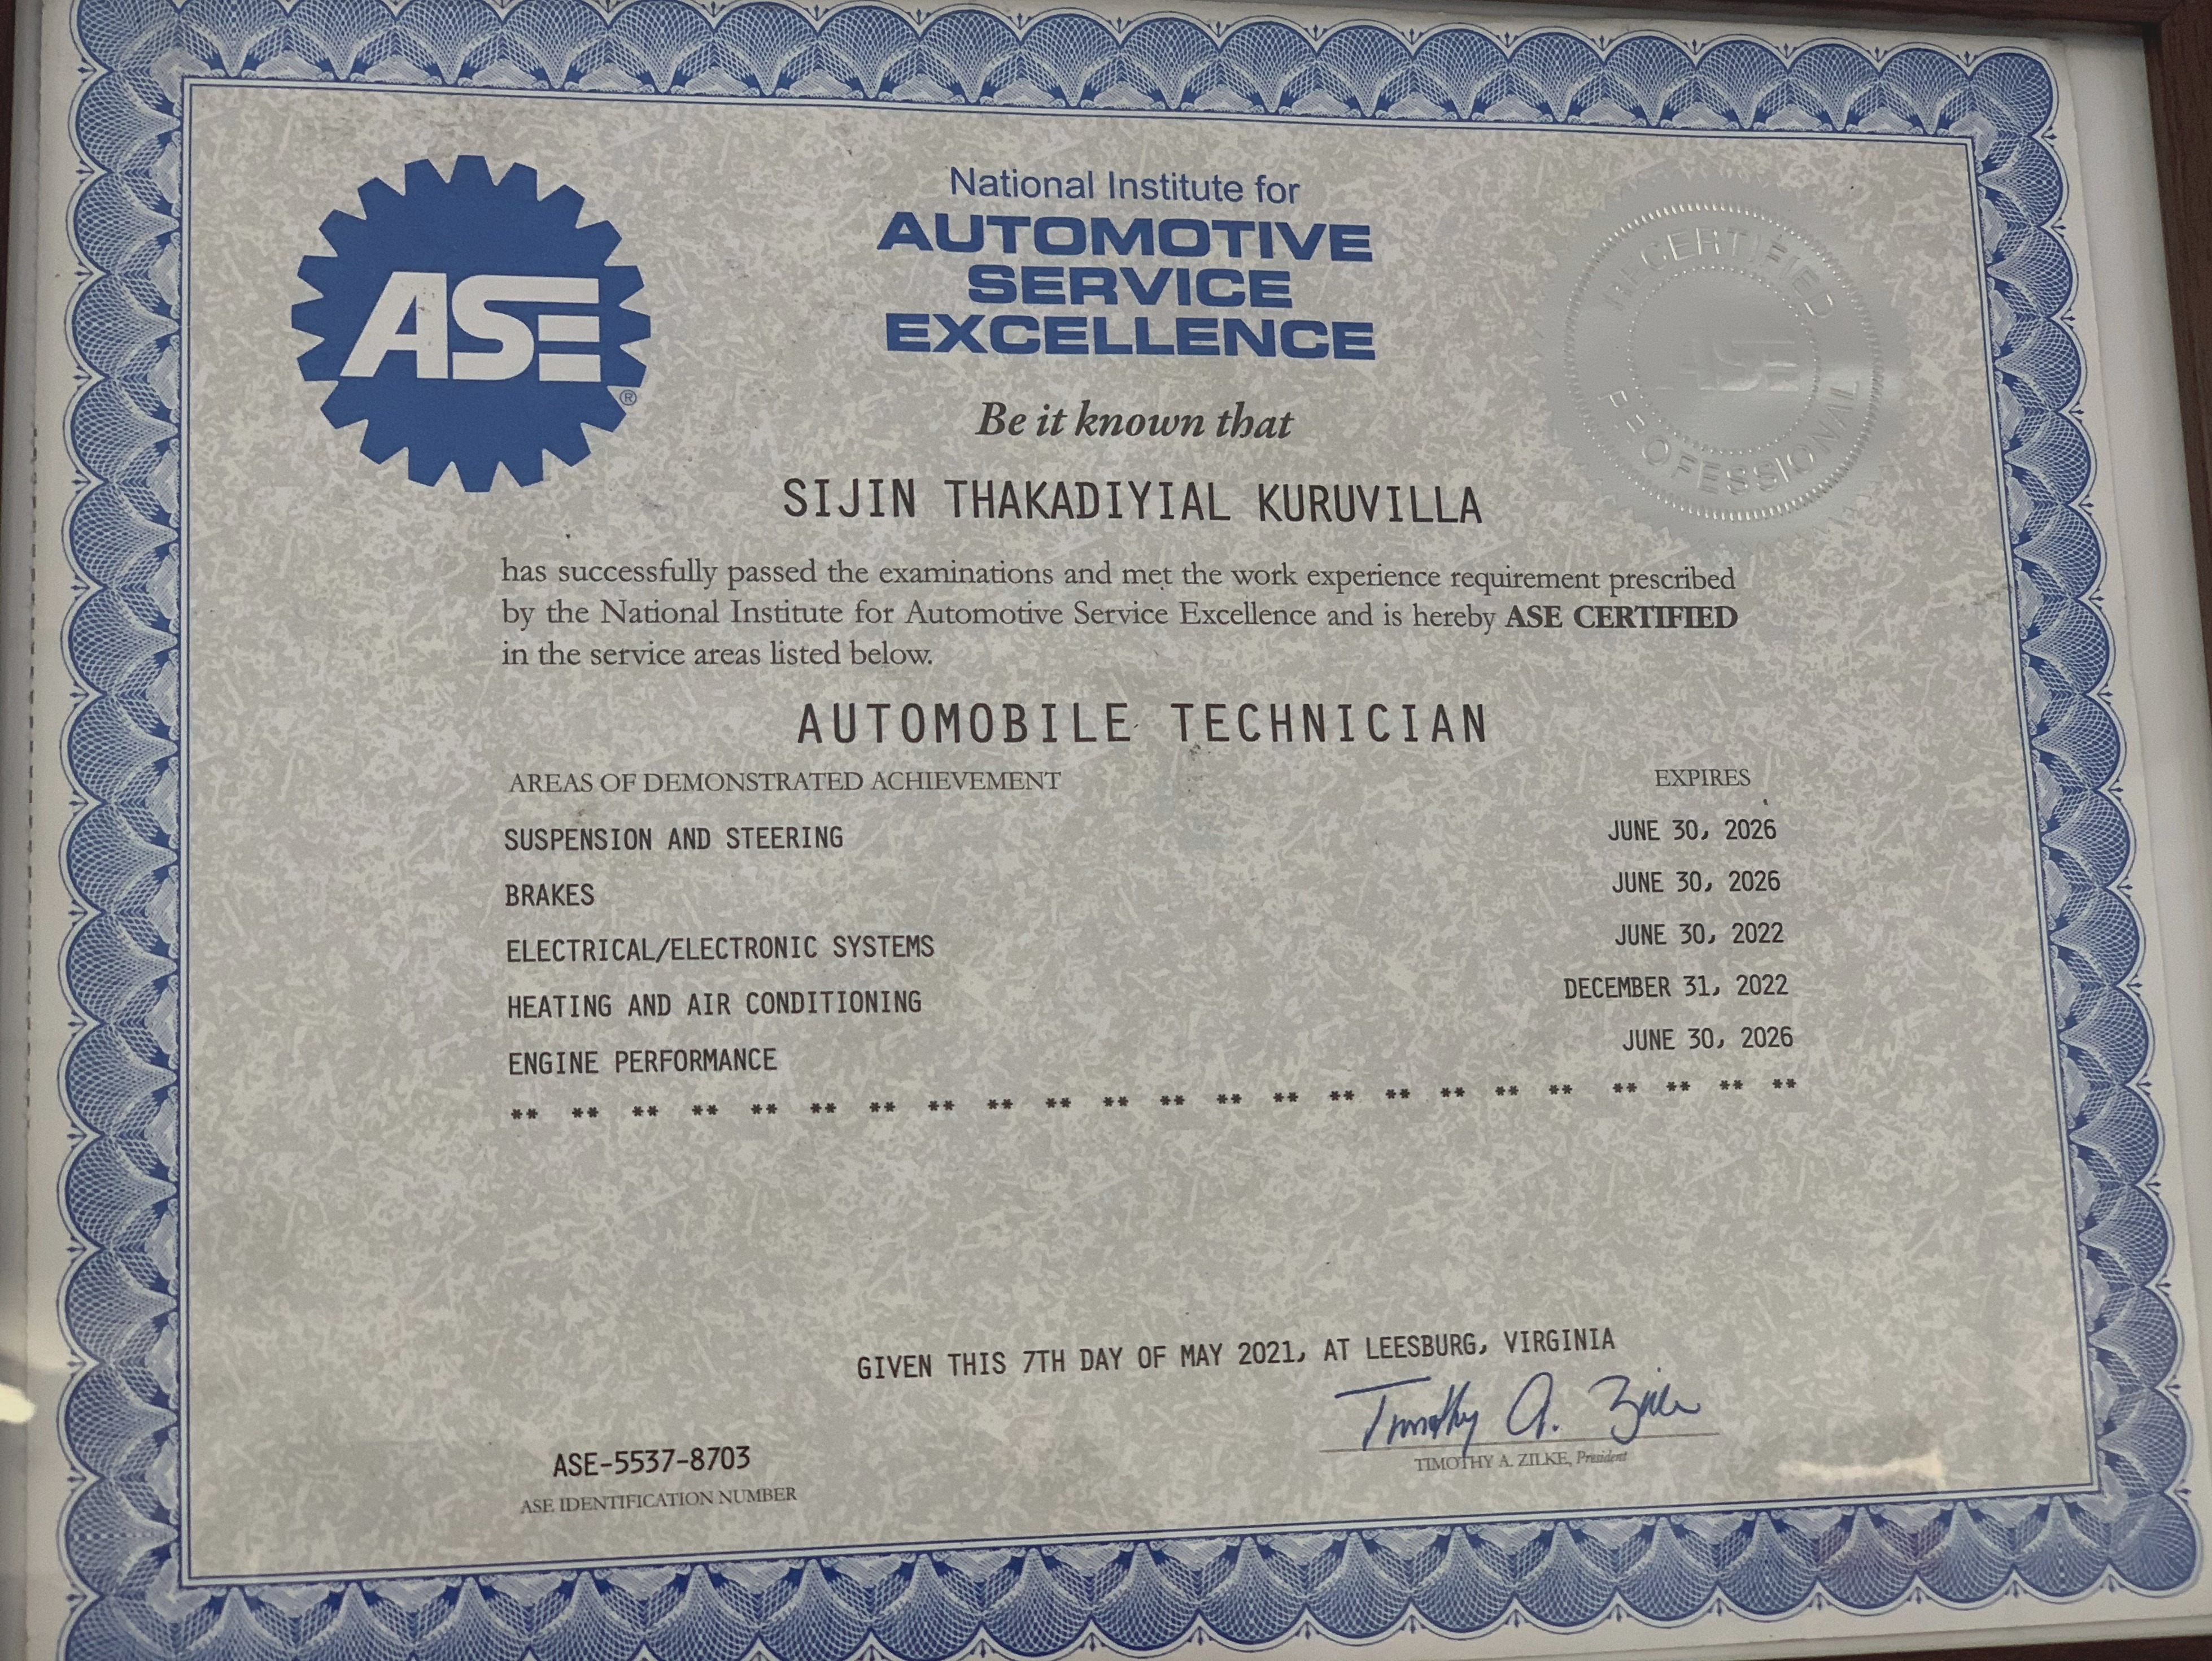 ASE
®
National Institute for
AUTOMOTIVE
SERVICE
EXCELLENCE
RECERTIFIED
ASE
PROFESSIONAL
Be it known that
SIJIN THAKADIYIAL KURUVILLA
has successfully passed the examinations and met the work experience requirement prescribed
by the National Institute for Automotive Service Excellence and is hereby ASE CERTIFIED
in the service areas listed below.
AUTOMOBILE TECHNICIAN
AREAS OF DEMONSTRATED ACHIEVEMENT EXPIRES
SUSPENSION AND STEERING JUNE 30, 2026
BRAKES JUNE 30, 2026
ELECTRICAL/ELECTRONIC SYSTEMS JUNE 30, 2022
HEATING AND AIR CONDITIONING DECEMBER 31, 2022
ENGINE PERFORMANCE JUNE 30, 2026
** ** ** ** ** ** ** ** ** ** ** ** ** ** ** ** ** ** ** ** ** ** **
GIVEN THIS 7TH DAY OF MAY 2021, AT LEESBURG, VIRGINIA
Timothy A. Zilke
TIMOTHY A. ZILKE, President
ASE-5537-8703
ASE IDENTIFICATION NUMBER